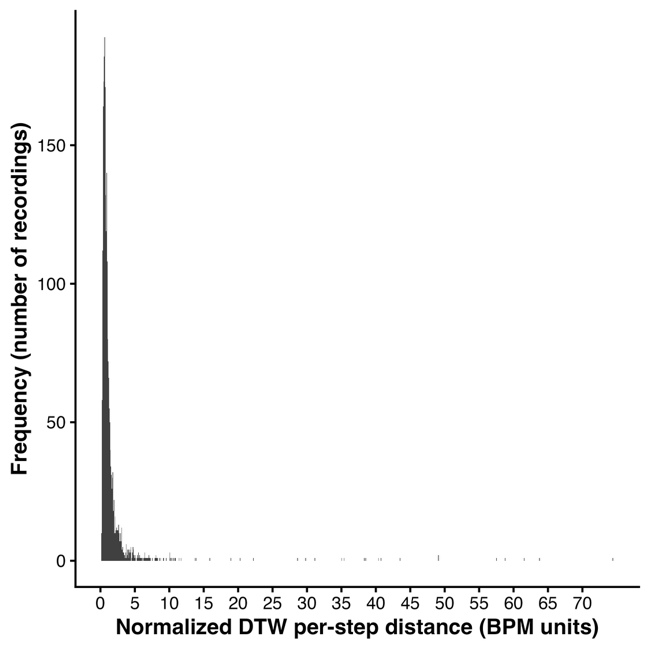 Frequency (number of recordings)
150
100
50
0
0 5 10 15 20 25 30 35 40 45 50 55 60 65 70
Normalized DTW per-step distance (BPM units)